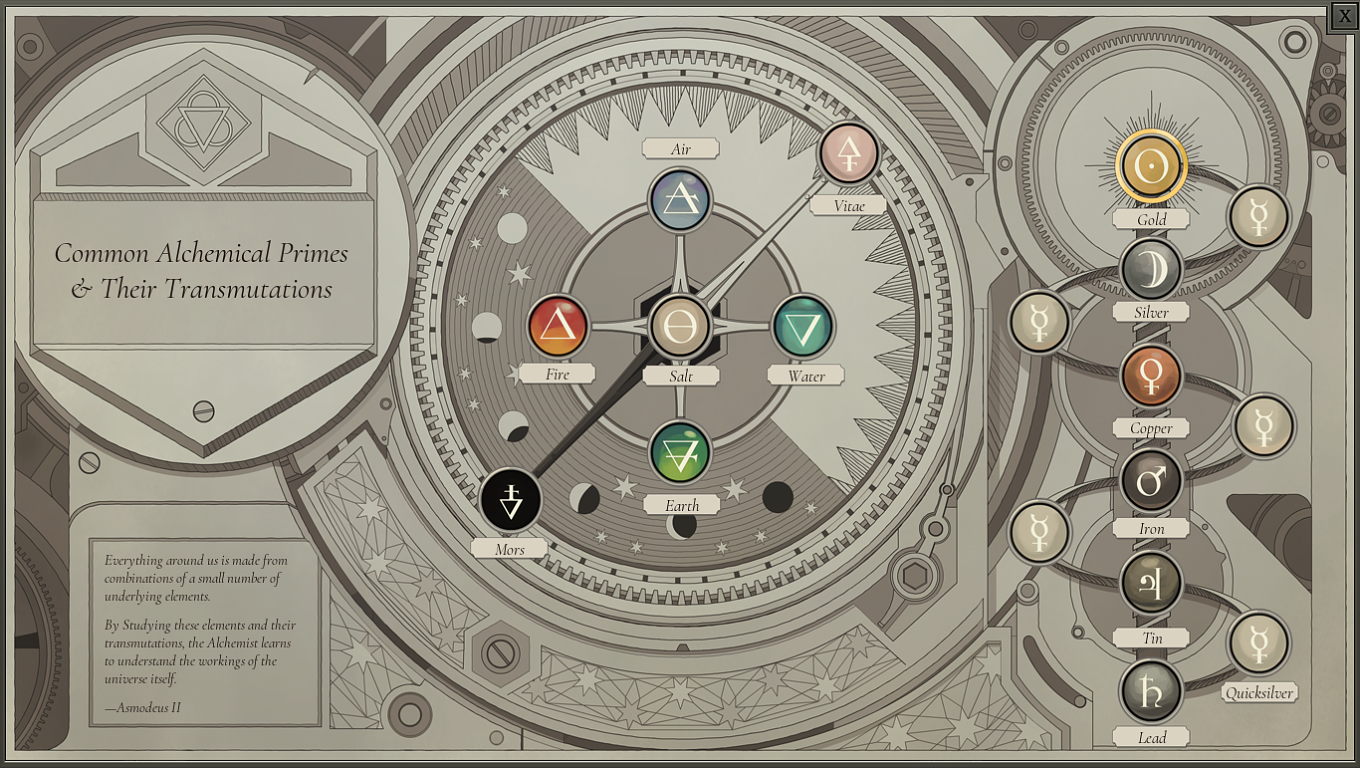 X
Common Alchemical Primes
& Their Transmutations
Air
Vitae
Fire
Salt
Water
Earth
Mors
Gold
Silver
Copper
Iron
Tin
Quicksilver
Lead
Everything around us is made from
combinations of a small number of
underlying elements.
By Studying these elements and their
transmutations, the Alchemist learns
to understand the workings of the
universe itself.
—Asmodeus II